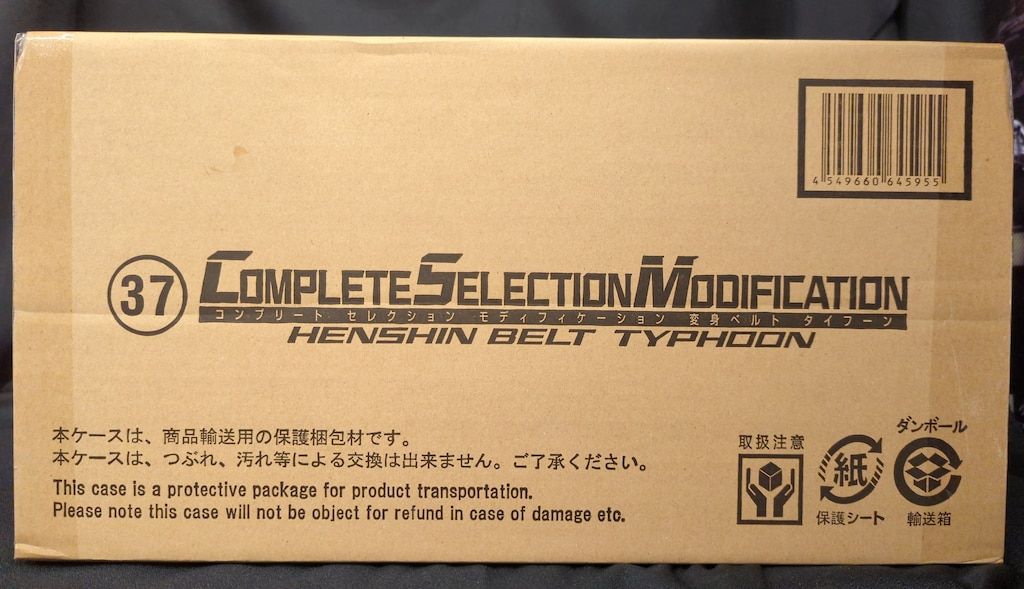 4 549660 645955
37 COMPLETE SELECTION MODIFICATION
コンプリート セレクション モディフィケーション 変身ベルト タイフーン
HENSHIN BELT TYPHOON
本ケースは、商品輸送用の保護梱包材です。
本ケースは、つぶれ、汚れ等による交換は出来ません。ご了承ください。
This case is a protective package for product transportation.
Please note this case will not be object for refund in case of damage etc.
取扱注意
紙
保護シート
ダンボール
輸送箱